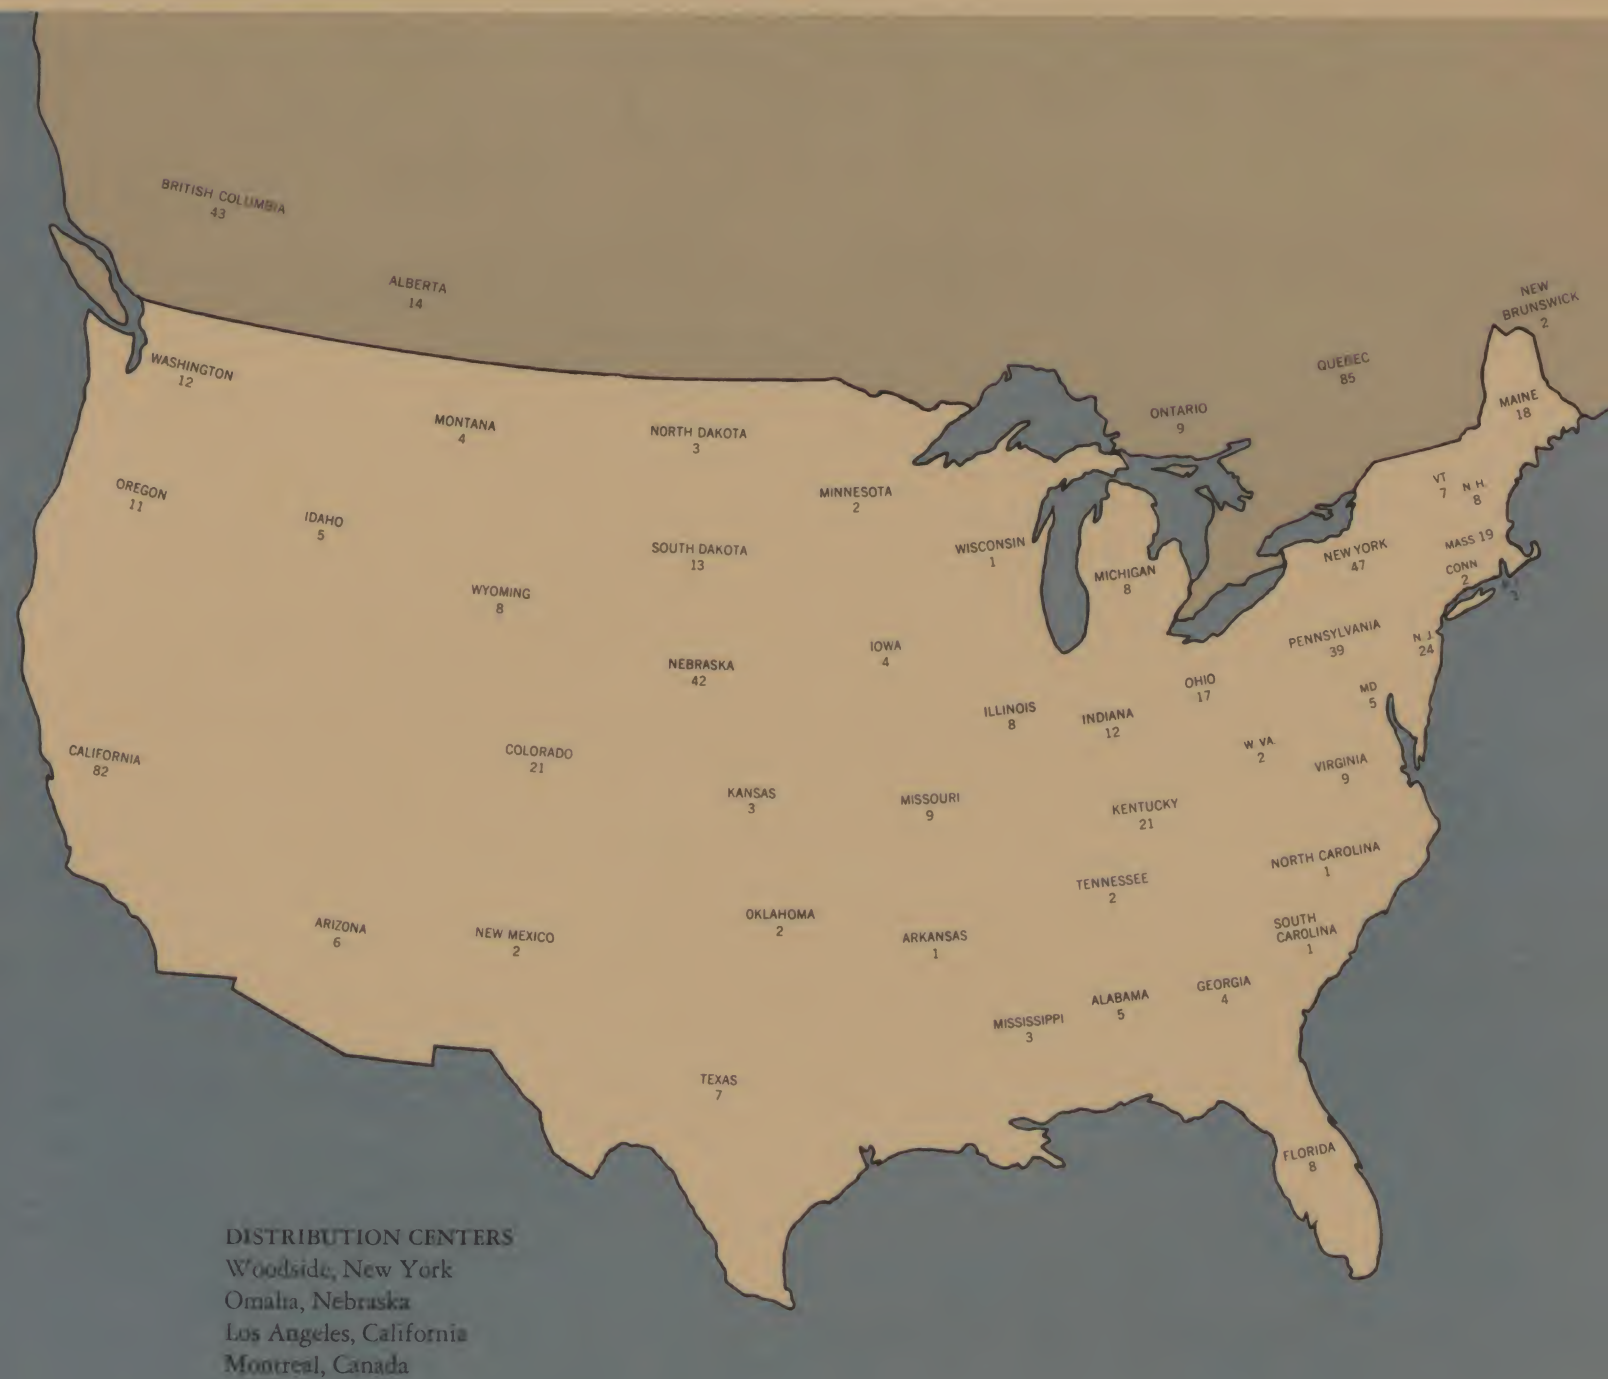 BRITISH COLUMBIA
43
ALBERTA
14
NEW
BRUNSWICK
2
QUEBEC
85
ONTARIO
9
MAINE
18
WASHINGTON
12
MONTANA
4
NORTH DAKOTA
3
MINNESOTA
2
VT
7
N. H.
8
OREGON
11
IDAHO
5
SOUTH DAKOTA
13
WISCONSIN
1
MICHIGAN
8
NEW YORK
47
MASS 19
CONN
2
3
WYOMING
8
NEBRASKA
42
IOWA
4
PENNSYLVANIA
39
N. J.
24
OHIO
17
MD
5
ILLINOIS
8
INDIANA
12
W. VA.
2
VIRGINIA
9
CALIFORNIA
82
COLORADO
21
KANSAS
3
MISSOURI
9
KENTUCKY
21
NORTH CAROLINA
1
TENNESSEE
2
ARIZONA
6
NEW MEXICO
2
OKLAHOMA
2
ARKANSAS
1
SOUTH
CAROLINA
1
MISSISSIPPI
3
ALABAMA
5
GEORGIA
4
TEXAS
7
FLORIDA
8
DISTRIBUTION CENTERS
Woodside, New York
Omaha, Nebraska
Los Angeles, California
Montreal, Canada